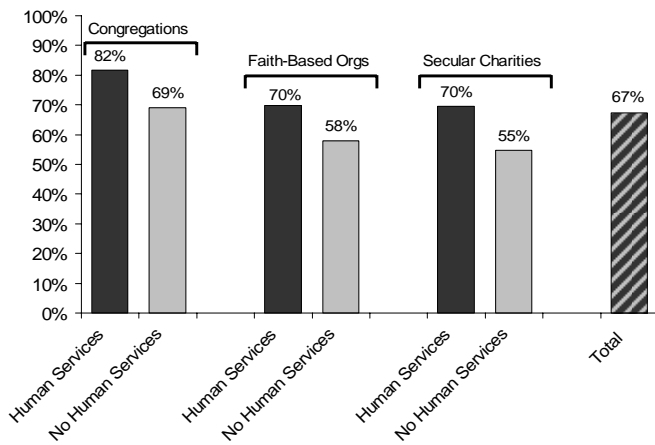 100%
90%
80%
70%
60%
50%
40%
30%
20%
10%
0%
Congregations
82%
69%
Faith-Based Orgs
70%
58%
Secular Charities
70%
55%
67%
Human Services
No Human Services
Human Services
No Human Services
Human Services
No Human Services
Total